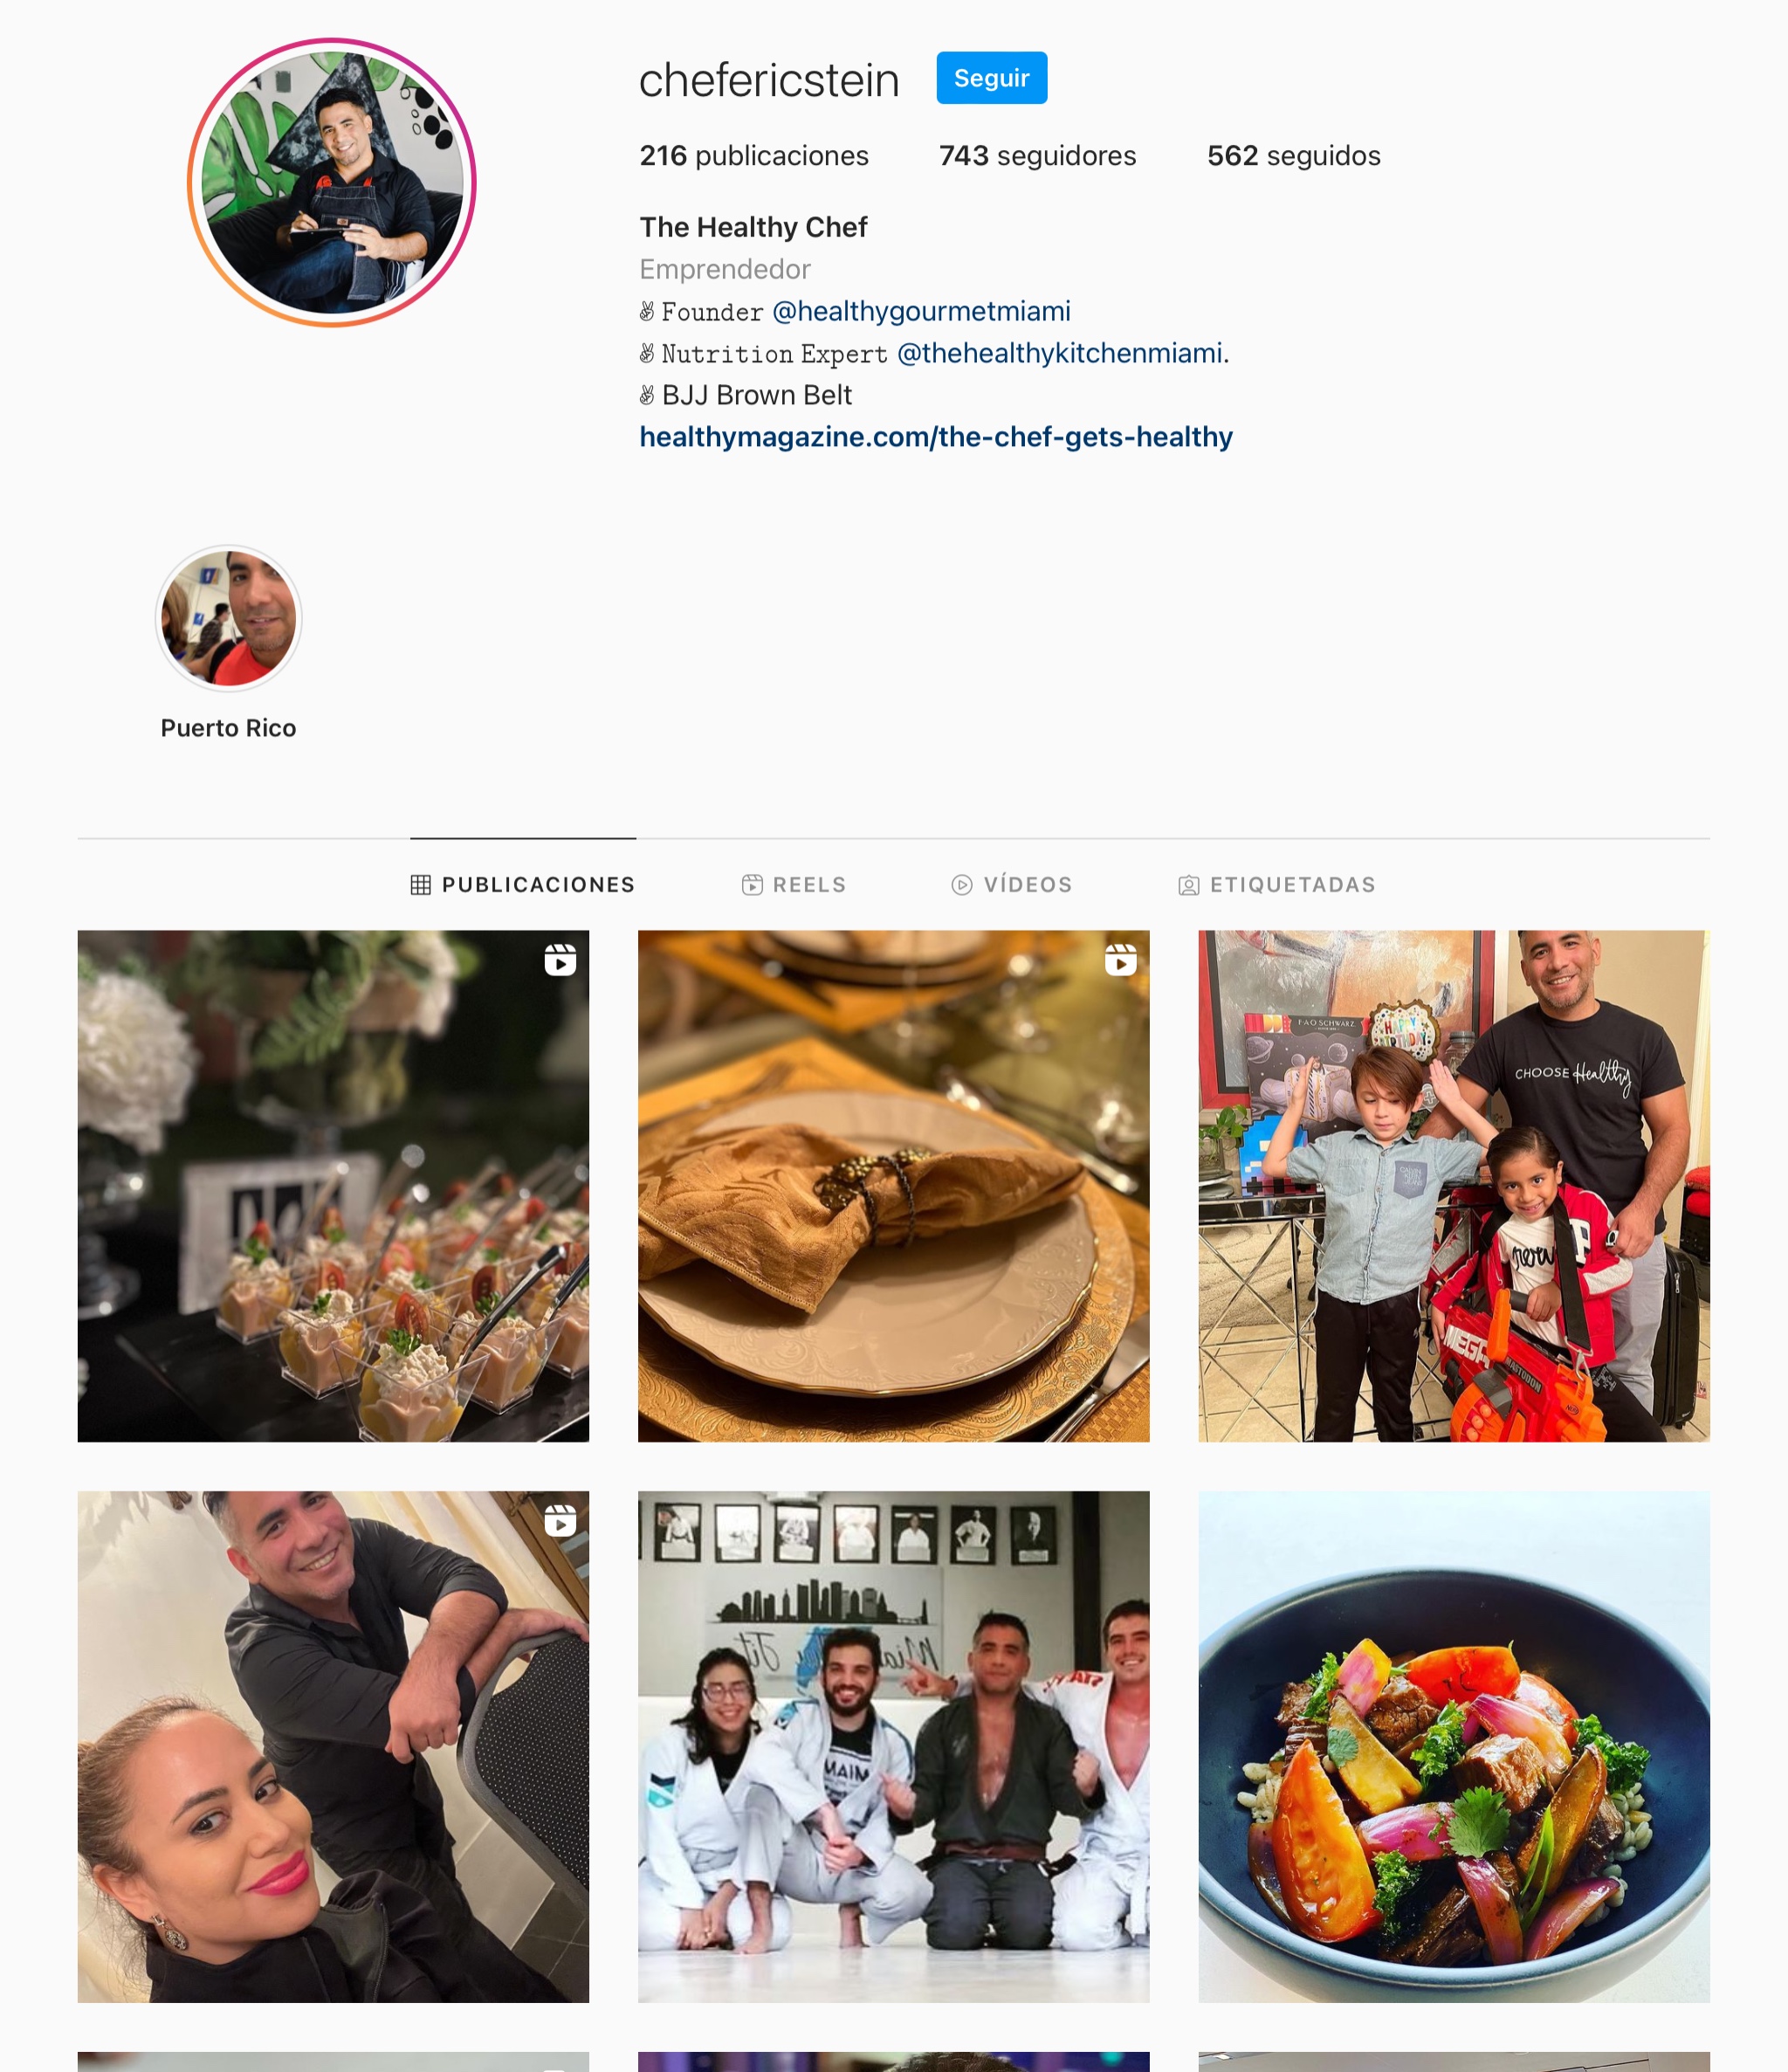 chefericstein
Seguir
216 publicaciones
743 seguidores
562 seguidos
The Healthy Chef
Emprendedor
✌ Founder @healthygourmetmiami
✌ Nutrition Expert @thehealthykitchenmiami.
✌ BJJ Brown Belt
healthymagazine.com/the-chef-gets-healthy
Puerto Rico
PUBLICACIONES
REELS
VÍDEOS
ETIQUETADAS
FAO SCHWARZ
HAPPY
BIRTHDAY
CHOOSE Healthy
MEGA
MASTODON
NERF